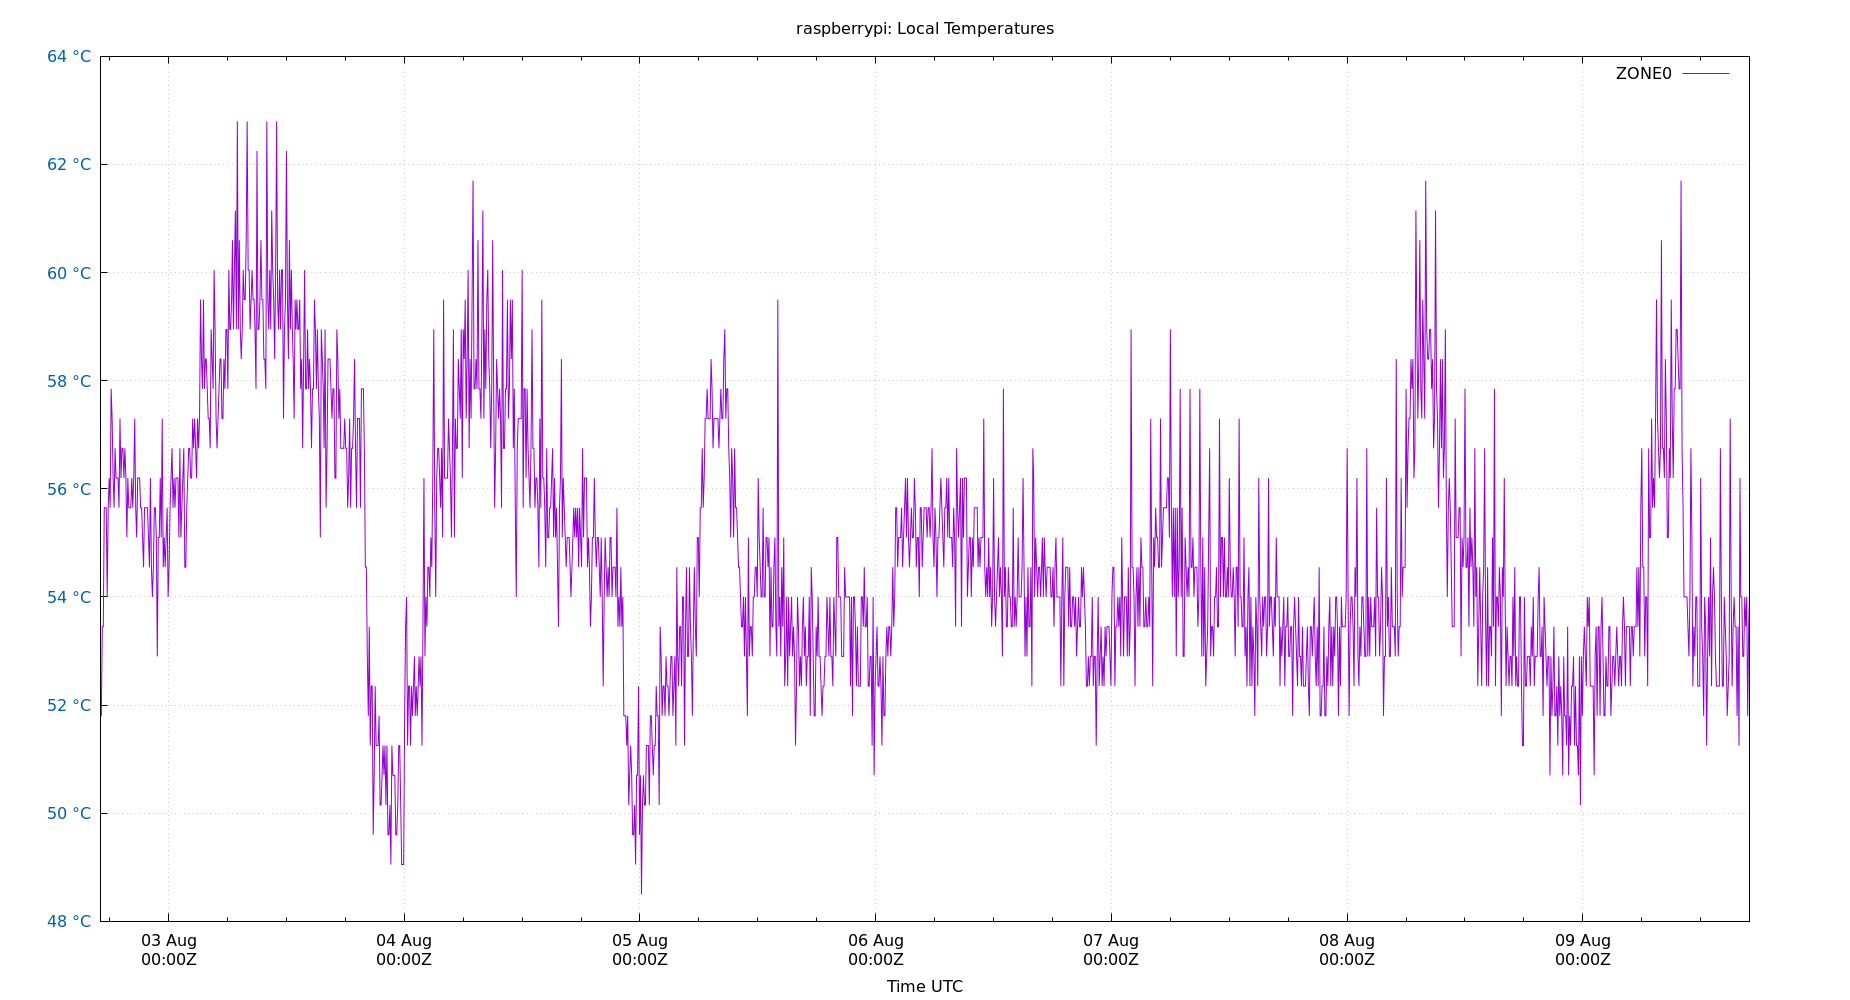 raspberrypi: Local Temperatures
64 °C
ZONE0
62 °C
60 °C
58 °C
56 °C
54 °C
52 °C
50 °C
48 °C
03 Aug 04 Aug 05 Aug 06 Aug 07 Aug 08 Aug 09 Aug
00:00Z 00:00Z 00:00Z 00:00Z 00:00Z 00:00Z 00:00Z
Time UTC